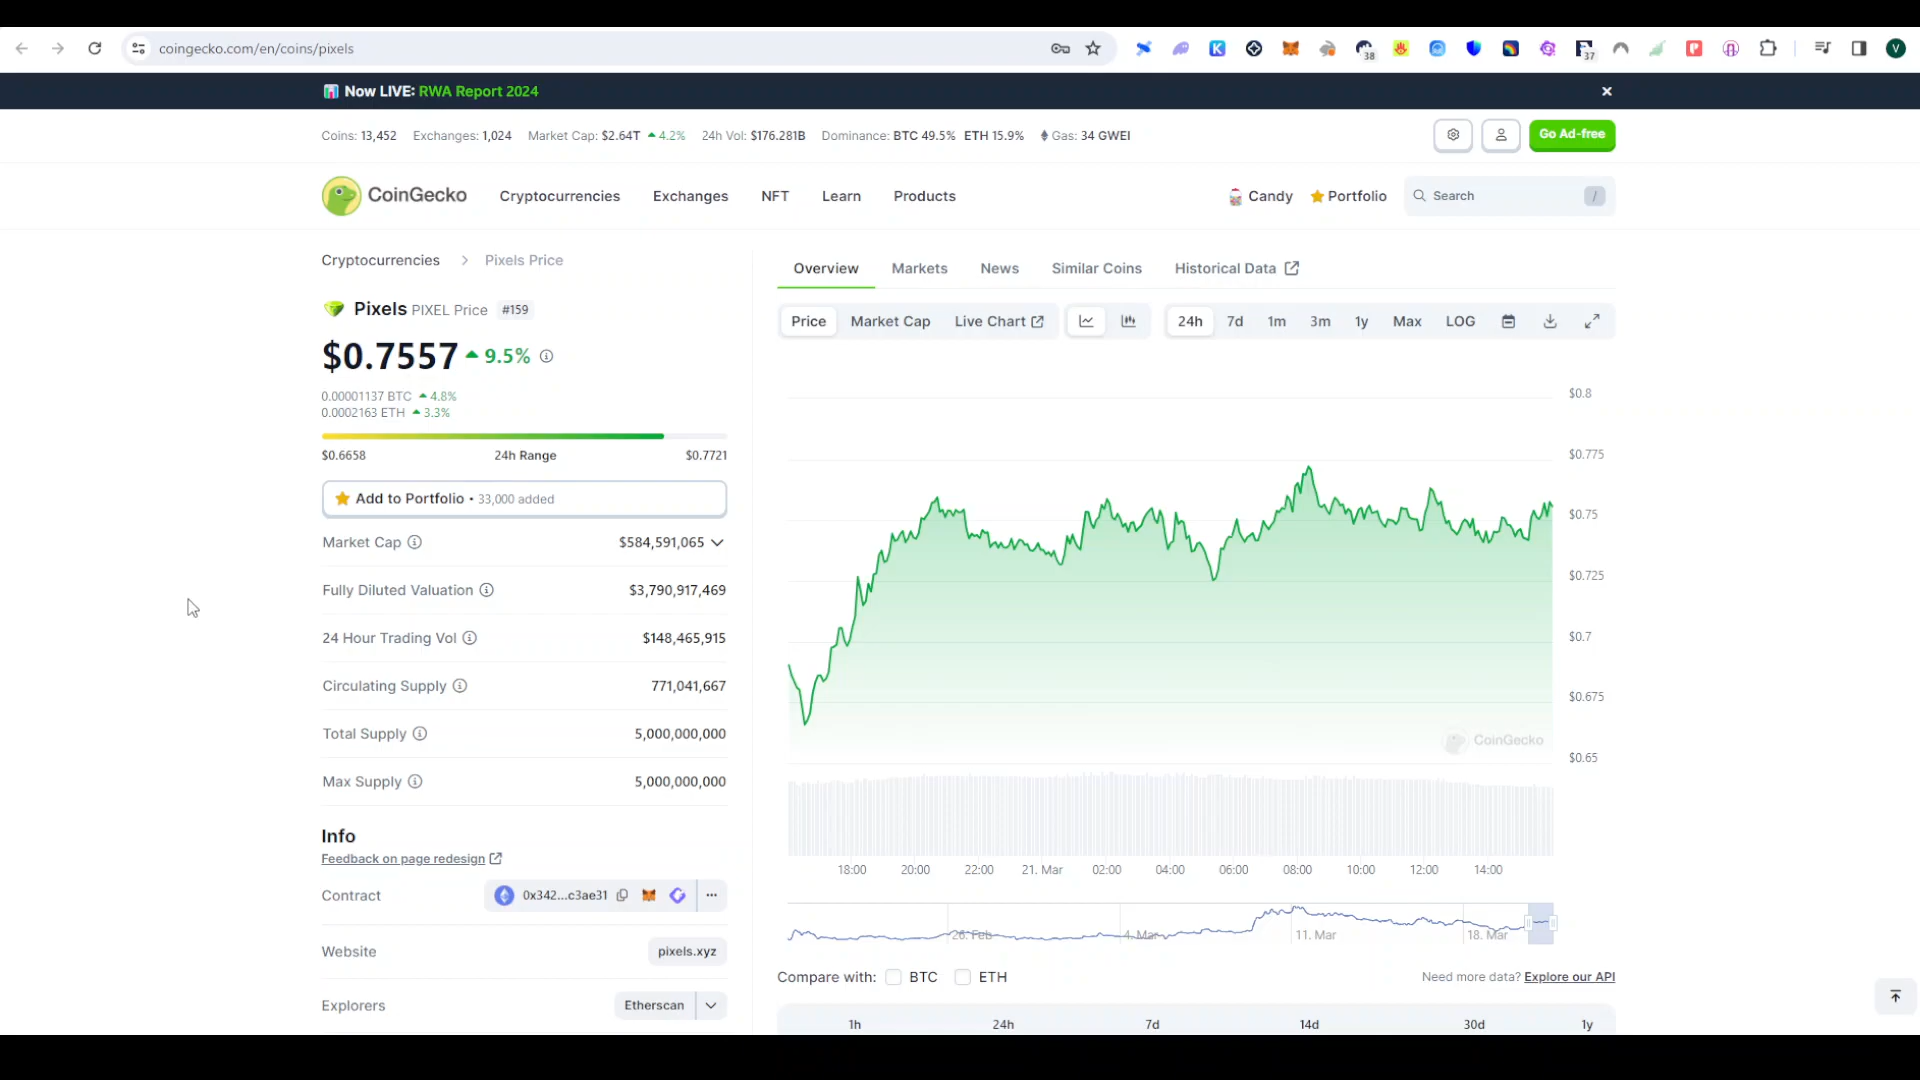 coingecko.com/en/coins/pixels
38
37
V
Now LIVE: RWA Report 2024
Coins: 13,452 Exchanges: 1,024 Market Cap: $2.64T 4.2% 24h Vol: $176.281B Dominance: BTC 49.5% ETH 15.9% Gas: 34 GWEI
Go Ad-free
CoinGecko Cryptocurrencies Exchanges NFT Learn Products Candy Portfolio Search /
Cryptocurrencies > Pixels Price
Pixels PIXEL Price #159
$0.7557 9.5%
0.00001137 BTC 4.8%
0.0002163 ETH 3.3%
$0.6658 24h Range $0.7721
Add to Portfolio • 33,000 added
Market Cap $584,591,065
Fully Diluted Valuation $3,790,917,469
24 Hour Trading Vol $148,465,915
Circulating Supply 771,041,667
Total Supply 5,000,000,000
Max Supply 5,000,000,000
Info
Feedback on page redesign
Contract 0x342...c3ae31
Website pixels.xyz
Explorers Etherscan
Overview Markets News Similar Coins Historical Data
Price Market Cap Live Chart 24h 7d 1m 3m 1y Max LOG
$0.8
$0.775
$0.75
$0.725
$0.7
$0.675
$0.65
CoinGecko
18:00 20:00 22:00 21. Mar 02:00 04:00 06:00 08:00 10:00 12:00 14:00
26. Feb 4. Mar 11. Mar 18. Mar
Compare with: BTC ETH Need more data? Explore our API
1h 24h 7d 14d 30d 1y